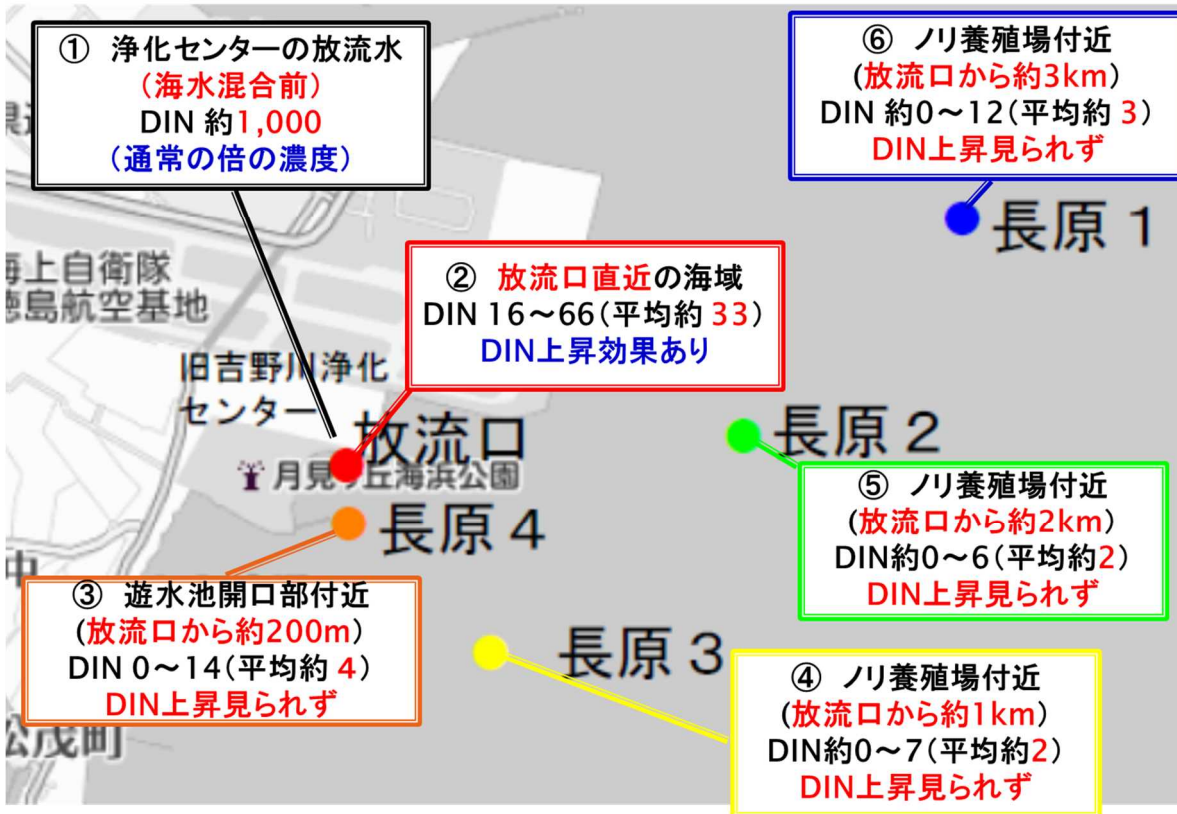 ① 浄化センターの放流水
(海水混合前)
DIN 約1,000
(通常の倍の濃度)
⑥ ノリ養殖場付近
(放流口から約3km)
DIN 約0～12(平均約 3)
DIN上昇見られず
長原1
海上自衛隊
徳島航空基地
② 放流口直近の海域
DIN 16～66(平均約 33)
DIN上昇効果あり
旧吉野川浄化
センター
放流口
月見ヶ丘海浜公園
長原2
⑤ ノリ養殖場付近
(放流口から約2km)
DIN約0～6(平均約2)
DIN上昇見られず
長原4
③ 遊水池開口部付近
(放流口から約200m)
DIN 0～14(平均約 4)
DIN上昇見られず
中
長原3
④ ノリ養殖場付近
(放流口から約1km)
DIN約0～7(平均約2)
DIN上昇見られず
松茂町